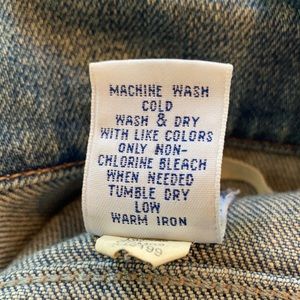 MACHINE WASH
COLD
WASH & DRY
WITH LIKE COLORS
ONLY NON-
CHLORINE BLEACH
WHEN NEEDED
TUMBLE DRY
LOW
WARM IRON